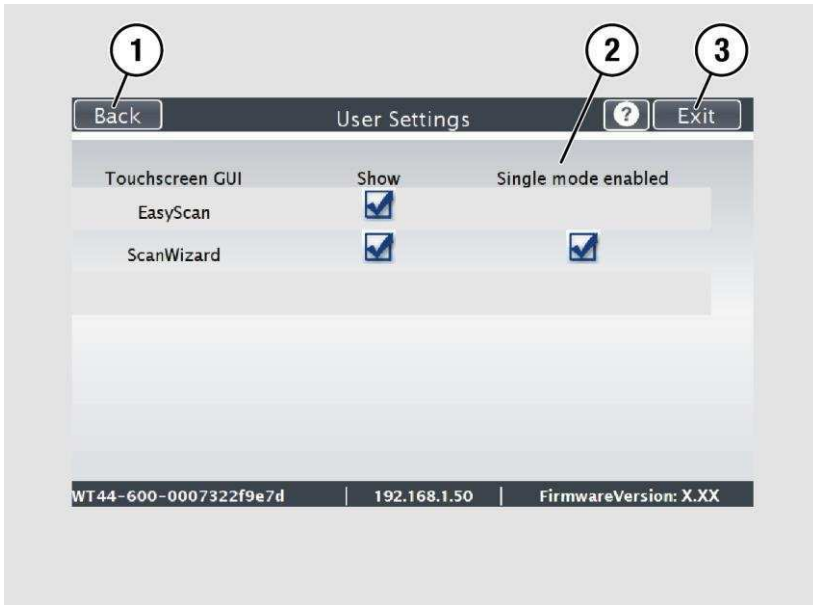 1 2 3
Back User Settings ? Exit
Touchscreen GUI Show Single mode enabled
EasyScan
ScanWizard
WT44-600-0007322f9e7d | 192.168.1.50 | FirmwareVersion: X.XX